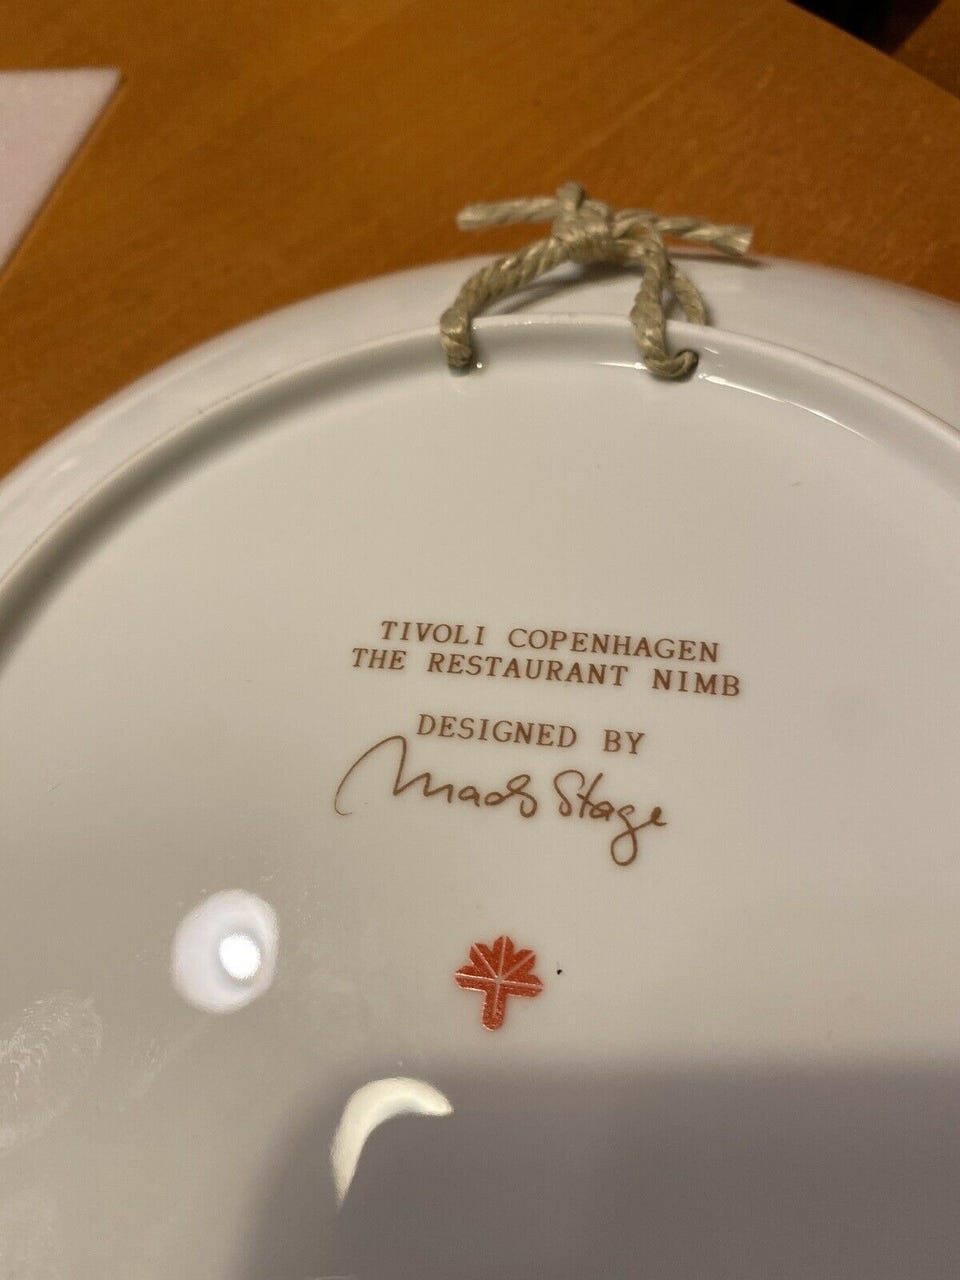 TIVOLI COPENHAGEN
THE RESTAURANT NIMB
DESIGNED BY
Mads Stage